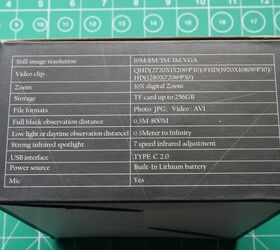 Still image resolution 10M/8M/5M/3M/VGA
Video clip QHD(2720X1520@P30)/FHD(1920X1080@P30)/
HD(1280X720@P30)
Zoom 10X digital Zoom
Storage TF card up to 256GB
File formats Photo: JPG; Video : AVI
Full black observation distance 0.5M-800M
Low light or daytime observation distancel 0.5Meter to Infinity
Strong infrared spotlight 7 speed infrared adjustment
USB interface TYPE-C 2.0
Power source Built-In Lithium battery
Mic Yes